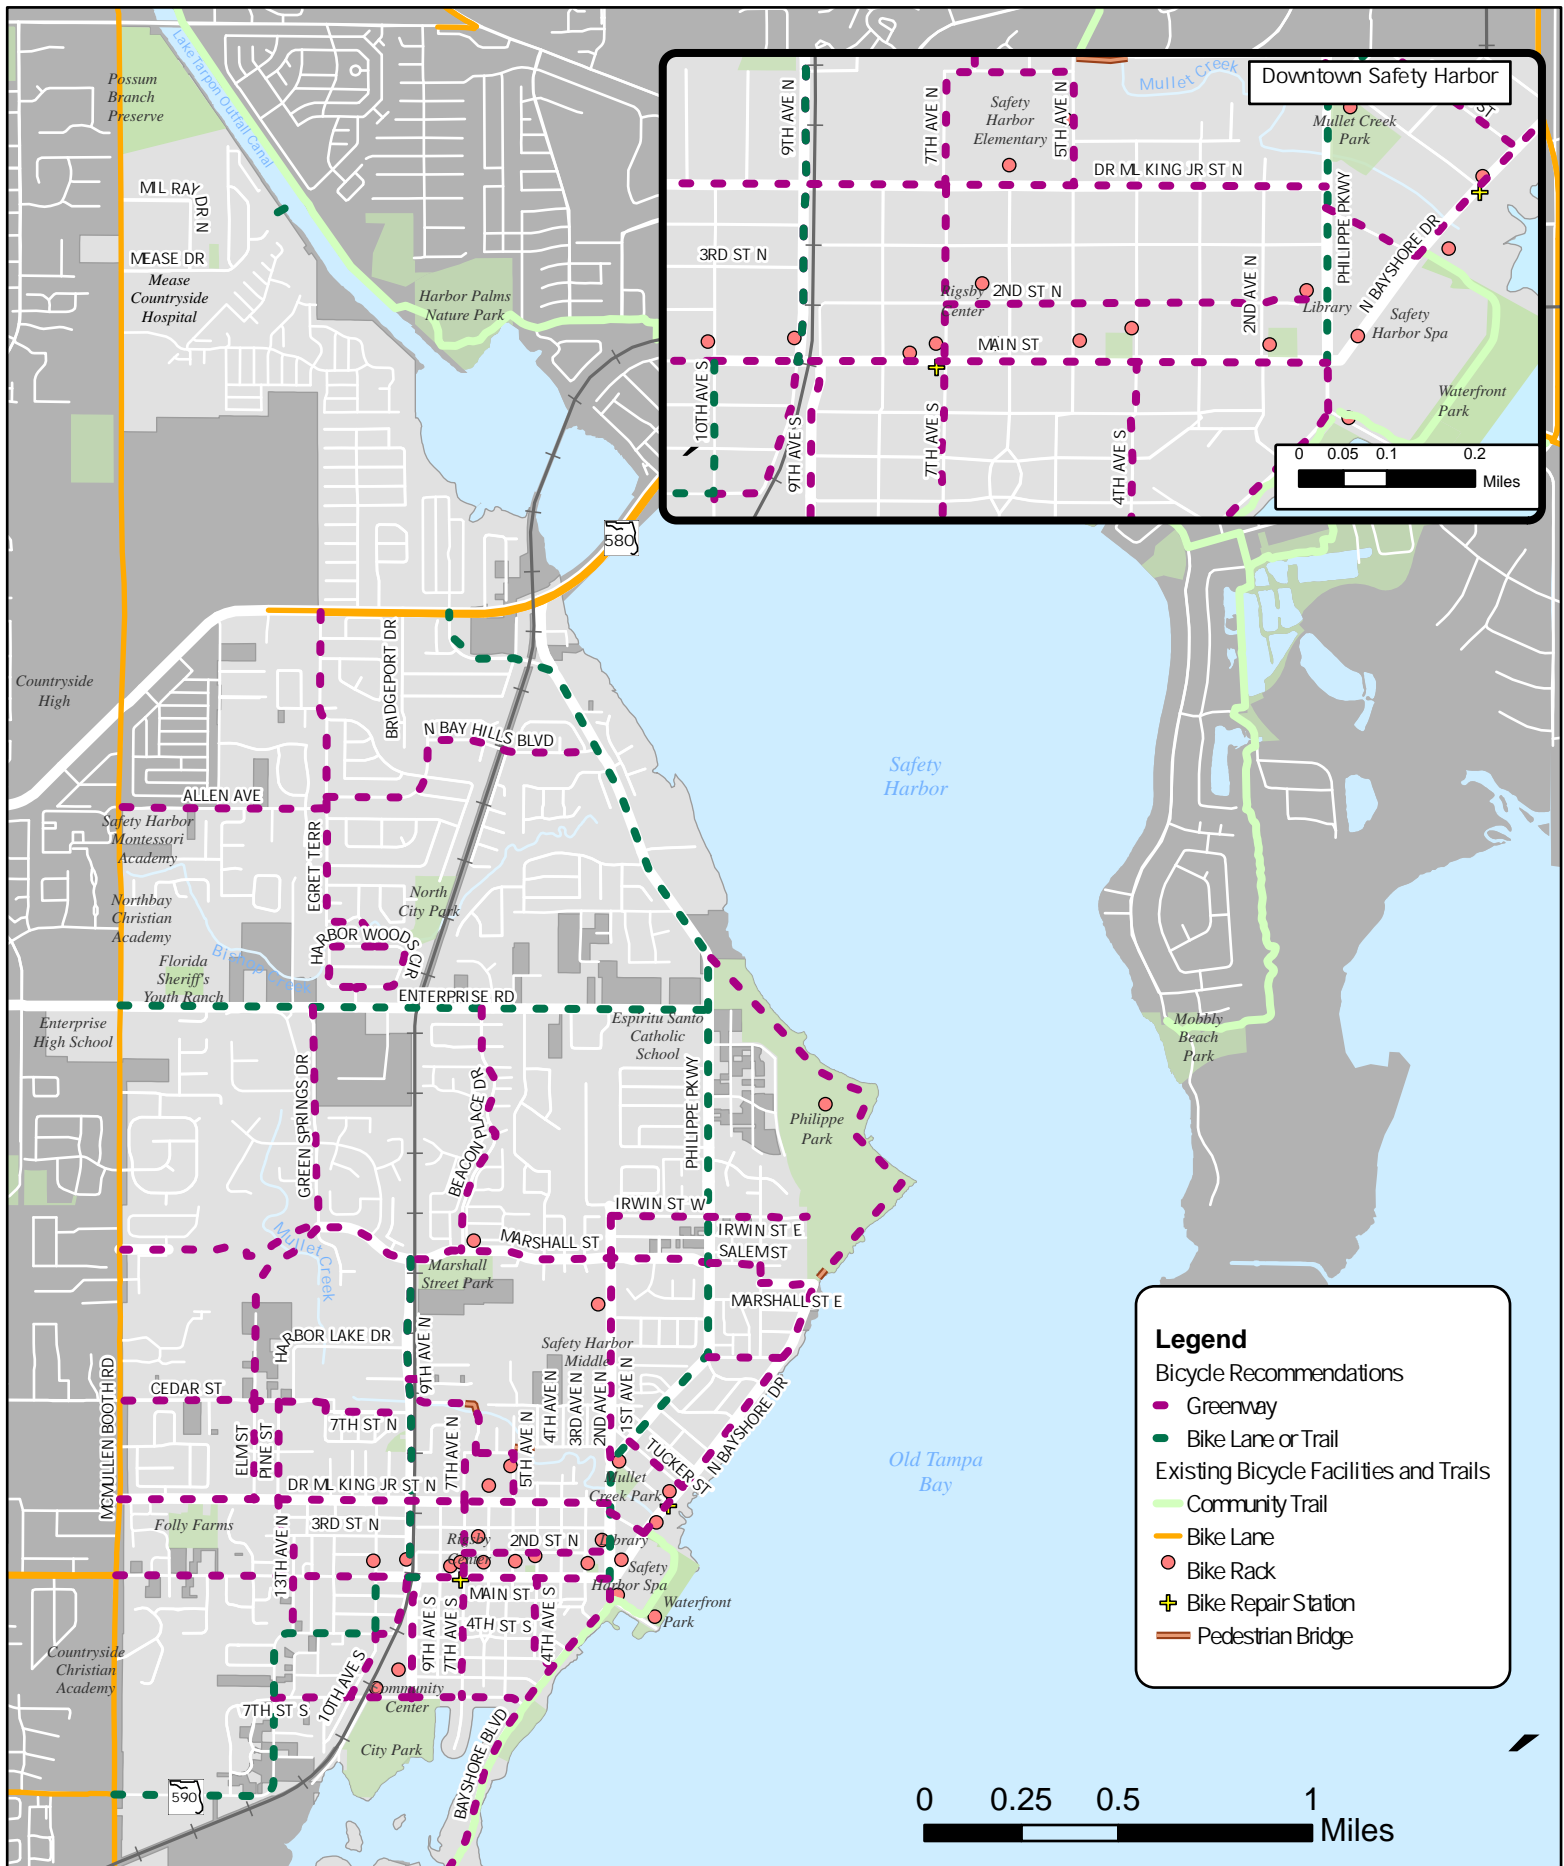 Lake Tarpon Outfall Canal
Possum
Branch
Preserve
MIL RAY DR N
MEASE DR
Mease
Countryside
Hospital
Harbor Palms
Nature Park
580
Downtown Safety Harbor
9TH AVE N
7TH AVE N
Safety
Harbor
Elementary
5TH AVE N
Mullet Creek
ST
Mullet Creek
Park
DR ML KING JR ST N
PHILIPPE PKWY
3RD ST N
Rigsby
Center
2ND ST N
2ND AVE N
Library
N BAYSHORE DR
Safety
Harbor Spa
MAIN ST
10TH AVE S
9TH AVE S
7TH AVE S
4TH AVE S
Waterfront
Park
0 0.05 0.1 0.2
Miles
Countryside
High
BRIDGEPORT DR
N BAY HILLS BLVD
ALLEN AVE
Safety Harbor
Montessori
Academy
EGRET TERR
Safety
Harbor
Northbay
Christian
Academy
North
City Park
HARBOR WOODS CIR
Bishop Creek
Florida
Sheriff's
Youth Ranch
ENTERPRISE RD
Enterprise
High School
Espiritu Santo
Catholic
School
Mobbly
Beach
Park
GREEN SPRINGS DR
BEACON PLACE DR
PHILIPPE PKWY
Philippe
Park
IRWIN ST W
IRWIN ST E
SALEM ST
MARSHALL ST
Mullet Creek
Marshall
Street Park
MARSHALL ST E
HARBOR LAKE DR
9TH AVE N
Safety Harbor
Middle
MCMULLEN BOOTH RD
CEDAR ST
7TH ST N
ELM ST
PINE ST
7TH AVE N
5TH AVE N
4TH AVE N
3RD AVE N
2ND AVE N
1ST AVE N
TUCKER ST
N BAYSHORE DR
Old Tampa
Bay
Mullet
Creek Park
DR ML KING JR ST N
Folly Farms
3RD ST N
13TH AVE N
Rigsby
Center
2ND ST N
Library
Safety
Harbor Spa
MAIN ST
Waterfront
Park
4TH ST S
9TH AVE S
7TH AVE S
4TH AVE S
Countryside
Christian
Academy
10TH AVE S
7TH ST S
Community
Center
City Park
BAYSHORE BLVD
590
Legend
Bicycle Recommendations
Greenway
Bike Lane or Trail
Existing Bicycle Facilities and Trails
Community Trail
Bike Lane
Bike Rack
Bike Repair Station
Pedestrian Bridge
0 0.25 0.5 1
Miles